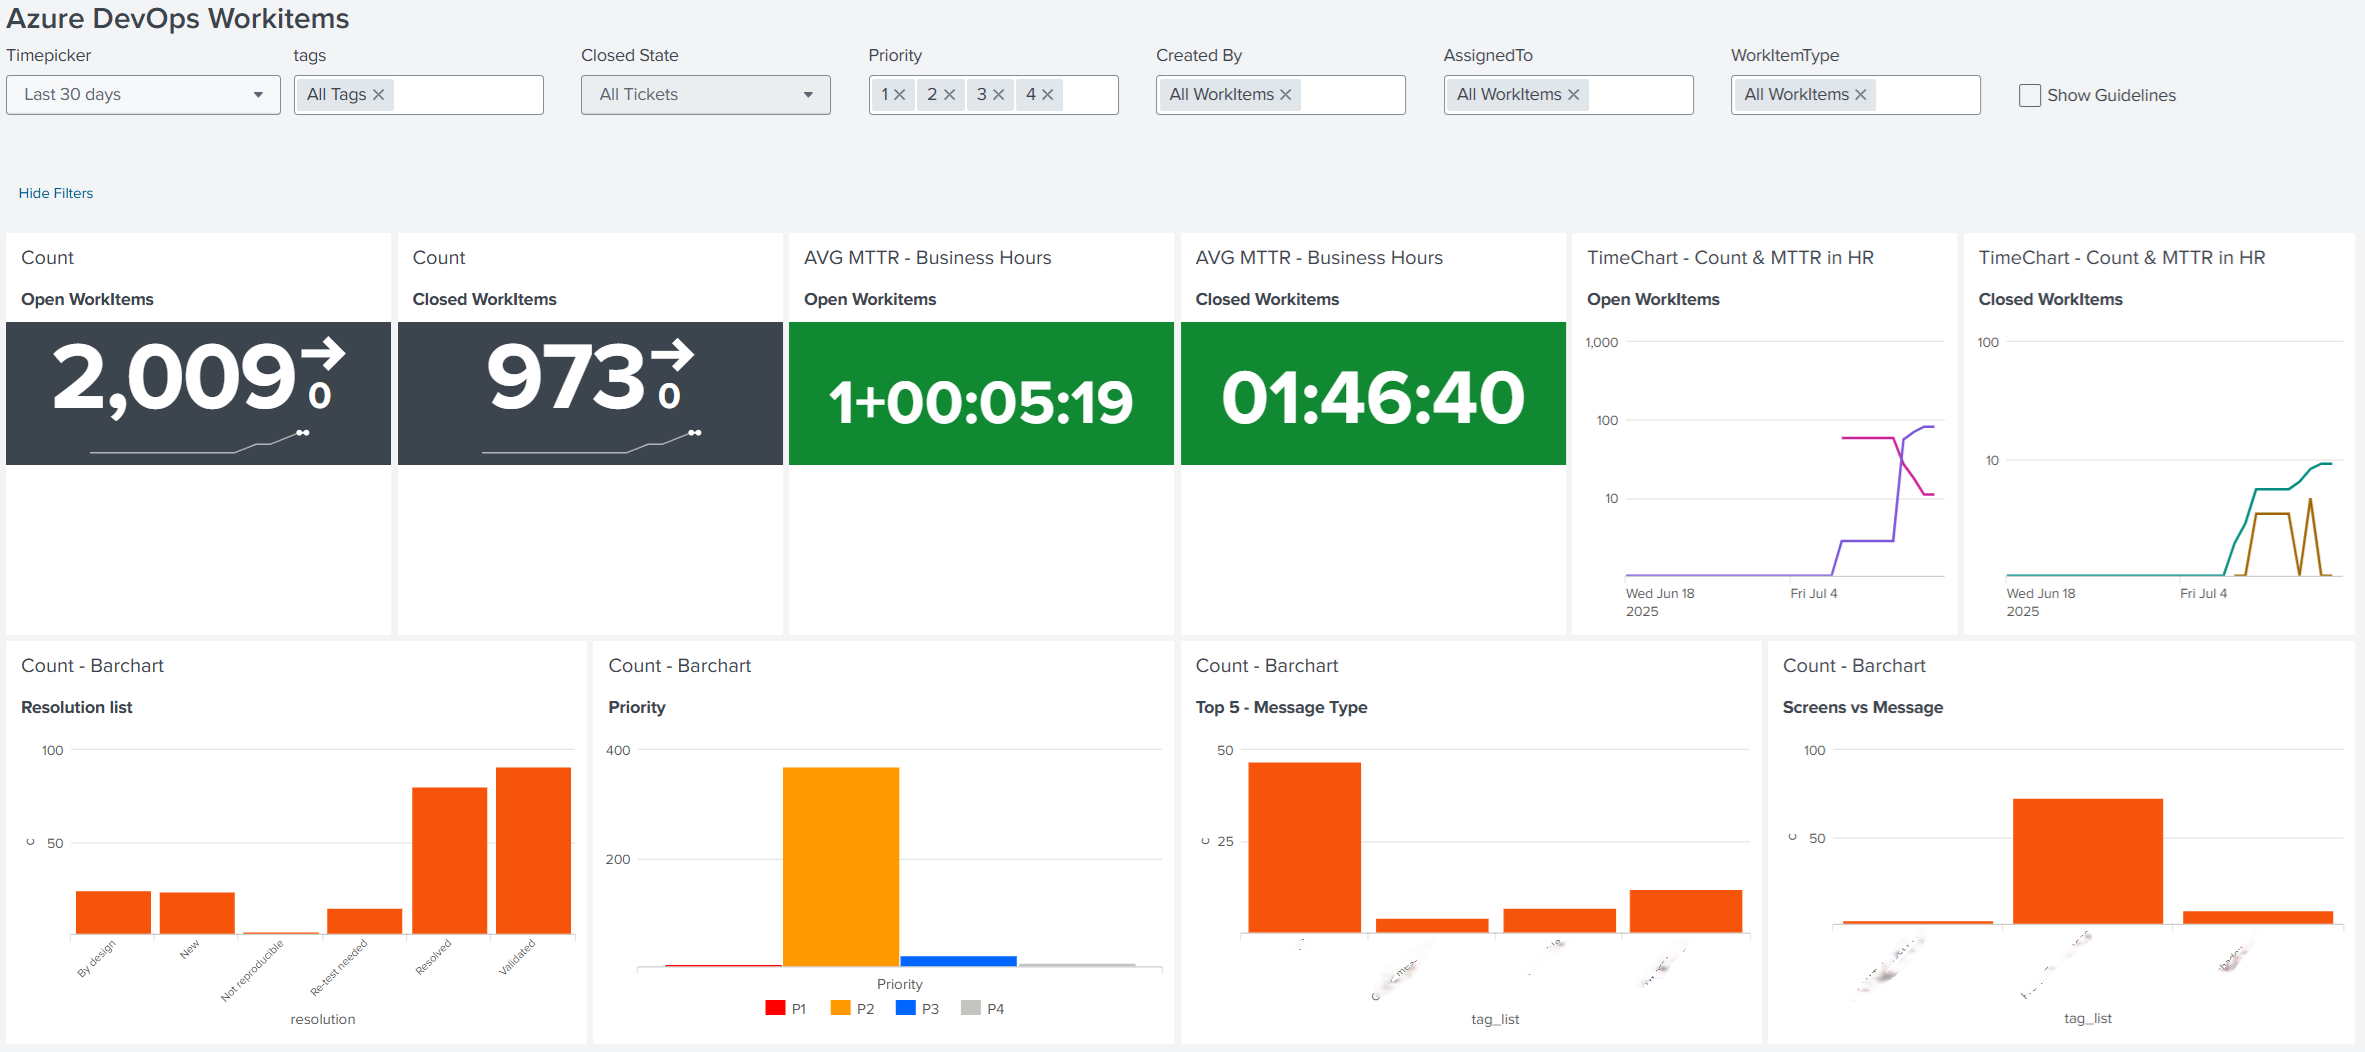 Azure DevOps Workitems
Timepicker
tags
Closed State
Priority
Created By
AssignedTo
WorkItemType
Last 30 days
All Tags
All Tickets
1 2 3 4
All WorkItems
All WorkItems
All WorkItems
Show Guidelines
Hide Filters
Count
Open WorkItems
2,009
0
Count
Closed WorkItems
973
0
AVG MTTR - Business Hours
Open Workitems
1+00:05:19
AVG MTTR - Business Hours
Closed Workitems
01:46:40
TimeChart - Count & MTTR in HR
Open WorkItems
1,000
100
10
Wed Jun 18
2025
Fri Jul 4
TimeChart - Count & MTTR in HR
Closed WorkItems
100
10
Wed Jun 18
2025
Fri Jul 4
Count - Barchart
Resolution list
100
50
c
By design
New
Not reproducible
Re-test needed
Resolved
Validated
resolution
Count - Barchart
Priority
400
200
Priority
P1 P2 P3 P4
Count - Barchart
Top 5 - Message Type
50
25
c
tag_list
Count - Barchart
Screens vs Message
100
50
c
tag_list